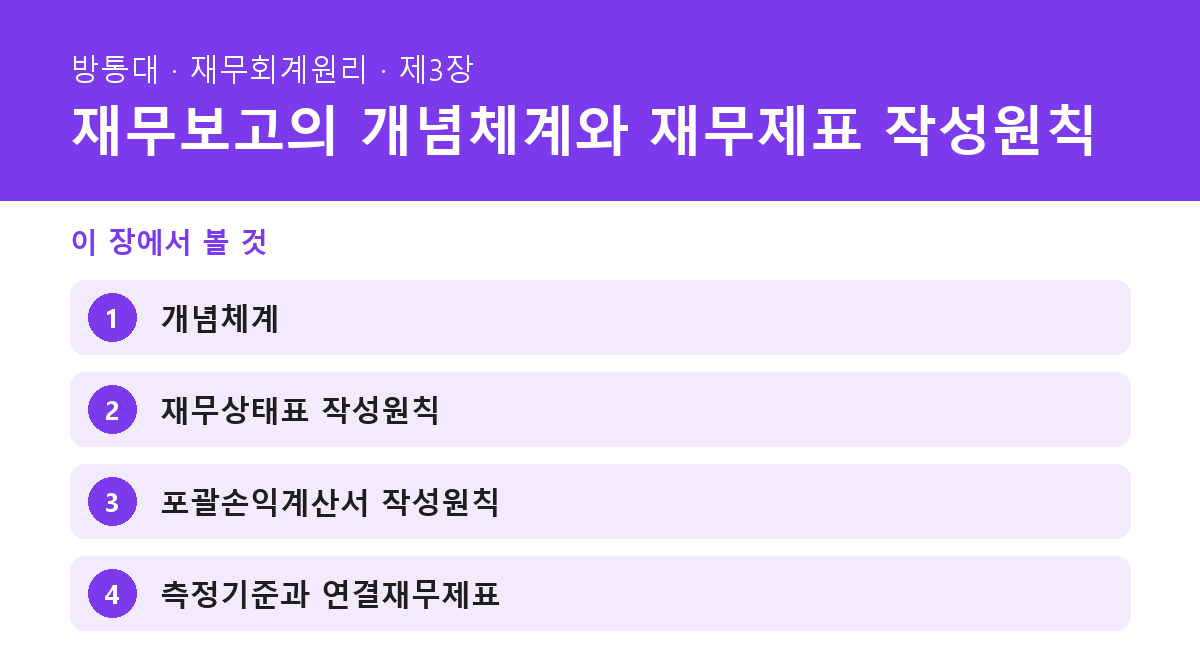 방통대 · 재무회계원리 · 제3장
재무보고의 개념체계와 재무제표 작성원칙
이 장에서 볼 것
1 개념체계
2 재무상태표 작성원칙
3 포괄손익계산서 작성원칙
4 측정기준과 연결재무제표